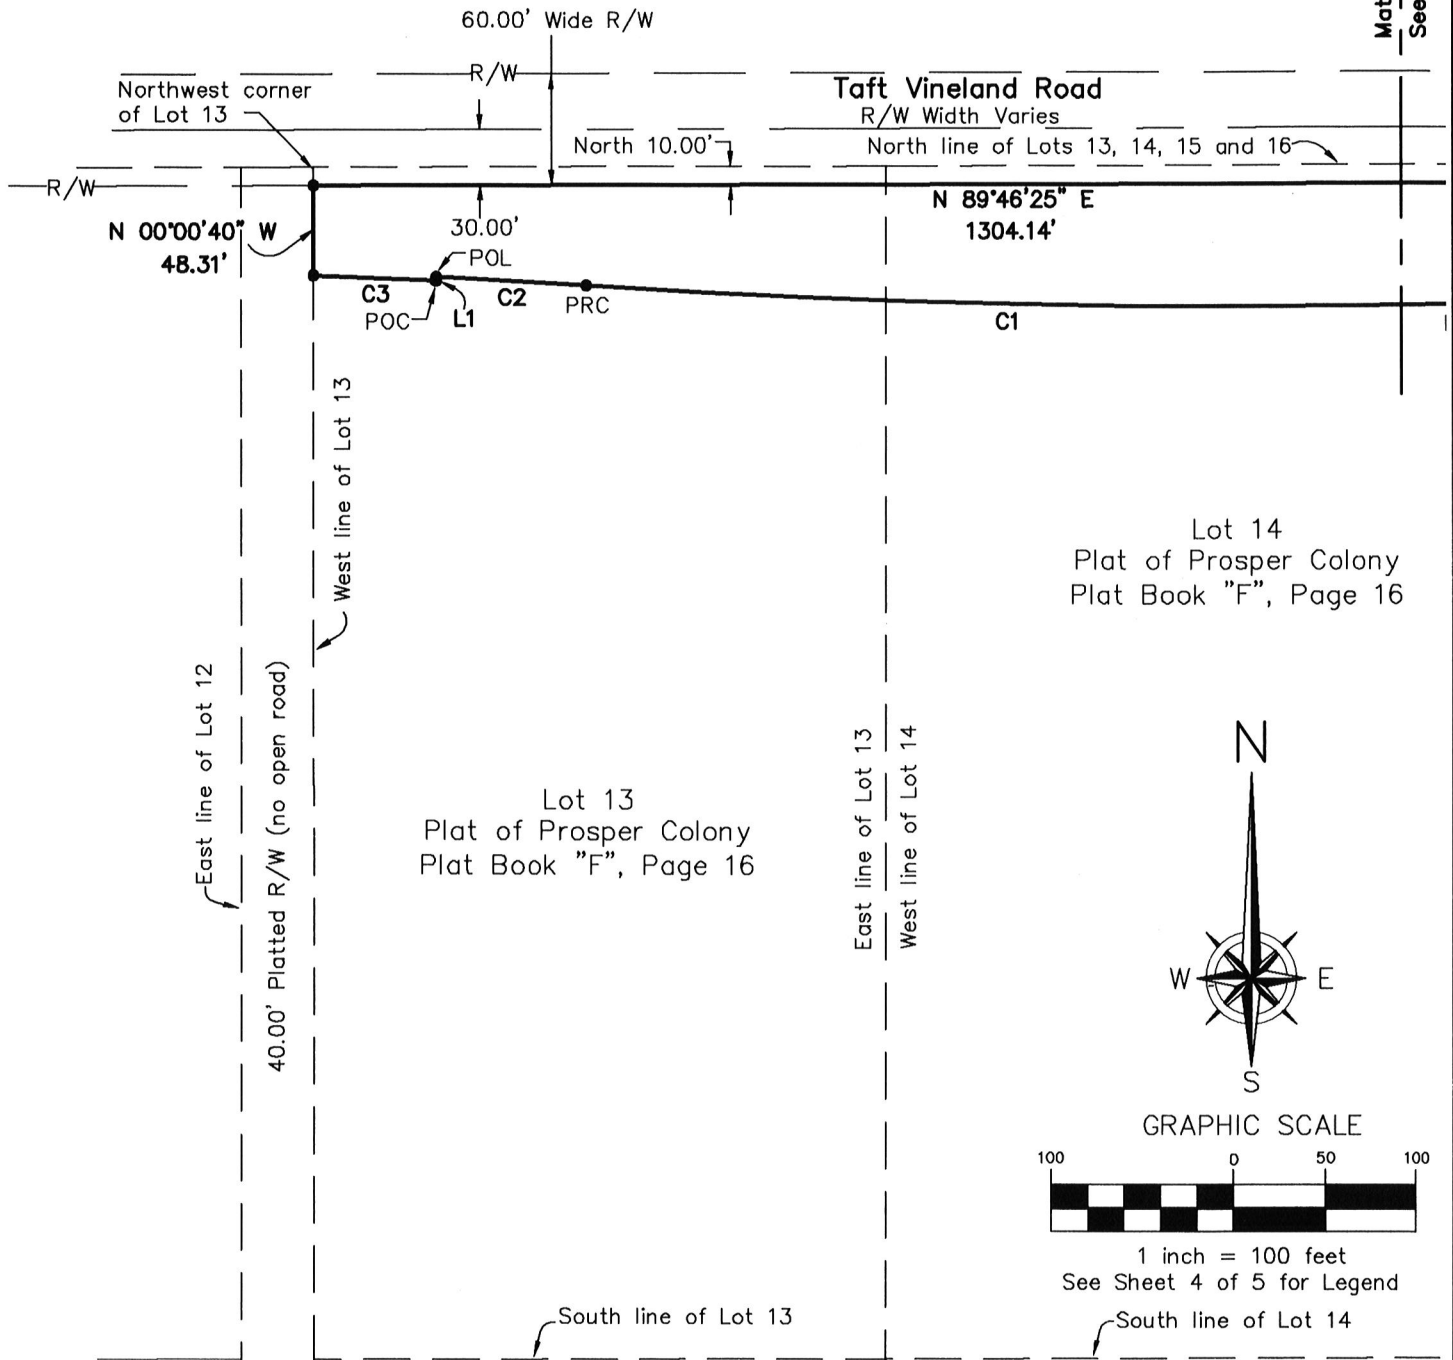 60.00' Wide R/W
Mat
See
R/W
Northwest corner
of Lot 13
Taft Vineland Road
R/W Width Varies
North 10.00'
North line of Lots 13, 14, 15 and 16
R/W
N 89°46'25" E
1304.14'
N 00°00'40" W
48.31'
30.00'
POL
C3
C2
POC
L1
PRC
C1
West line of Lot 13
Lot 14
Plat of Prosper Colony
Plat Book "F", Page 16
East line of Lot 12
40.00' Platted R/W (no open road)
Lot 13
Plat of Prosper Colony
Plat Book "F", Page 16
East line of Lot 13
West line of Lot 14
N
W
E
S
GRAPHIC SCALE
100 0 50 100
1 inch = 100 feet
See Sheet 4 of 5 for Legend
South line of Lot 13
South line of Lot 14